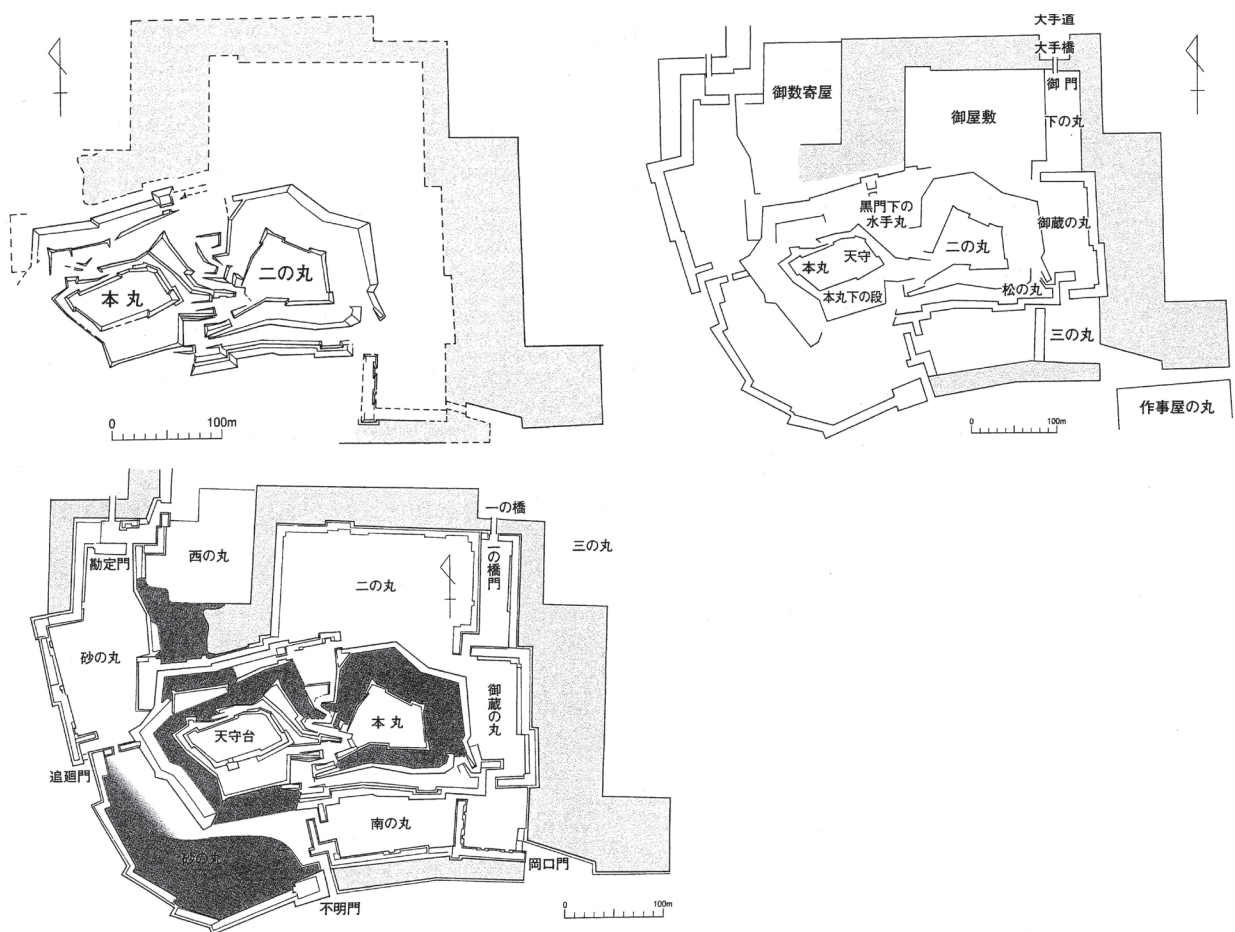 本丸
二の丸
0
100m
大手道
大手橋
御門
御数寄屋
御屋敷
下の丸
黒門下の
水手丸
御蔵の丸
天守
二の丸
本丸
本丸下の段
松の丸
三の丸
作事屋の丸
0
100m
一の橋
三の丸
西の丸
一の橋門
勘定門
二の丸
砂の丸
御蔵の丸
本丸
天守台
追廻門
南の丸
砂の丸
岡口門
不明門
0
100m